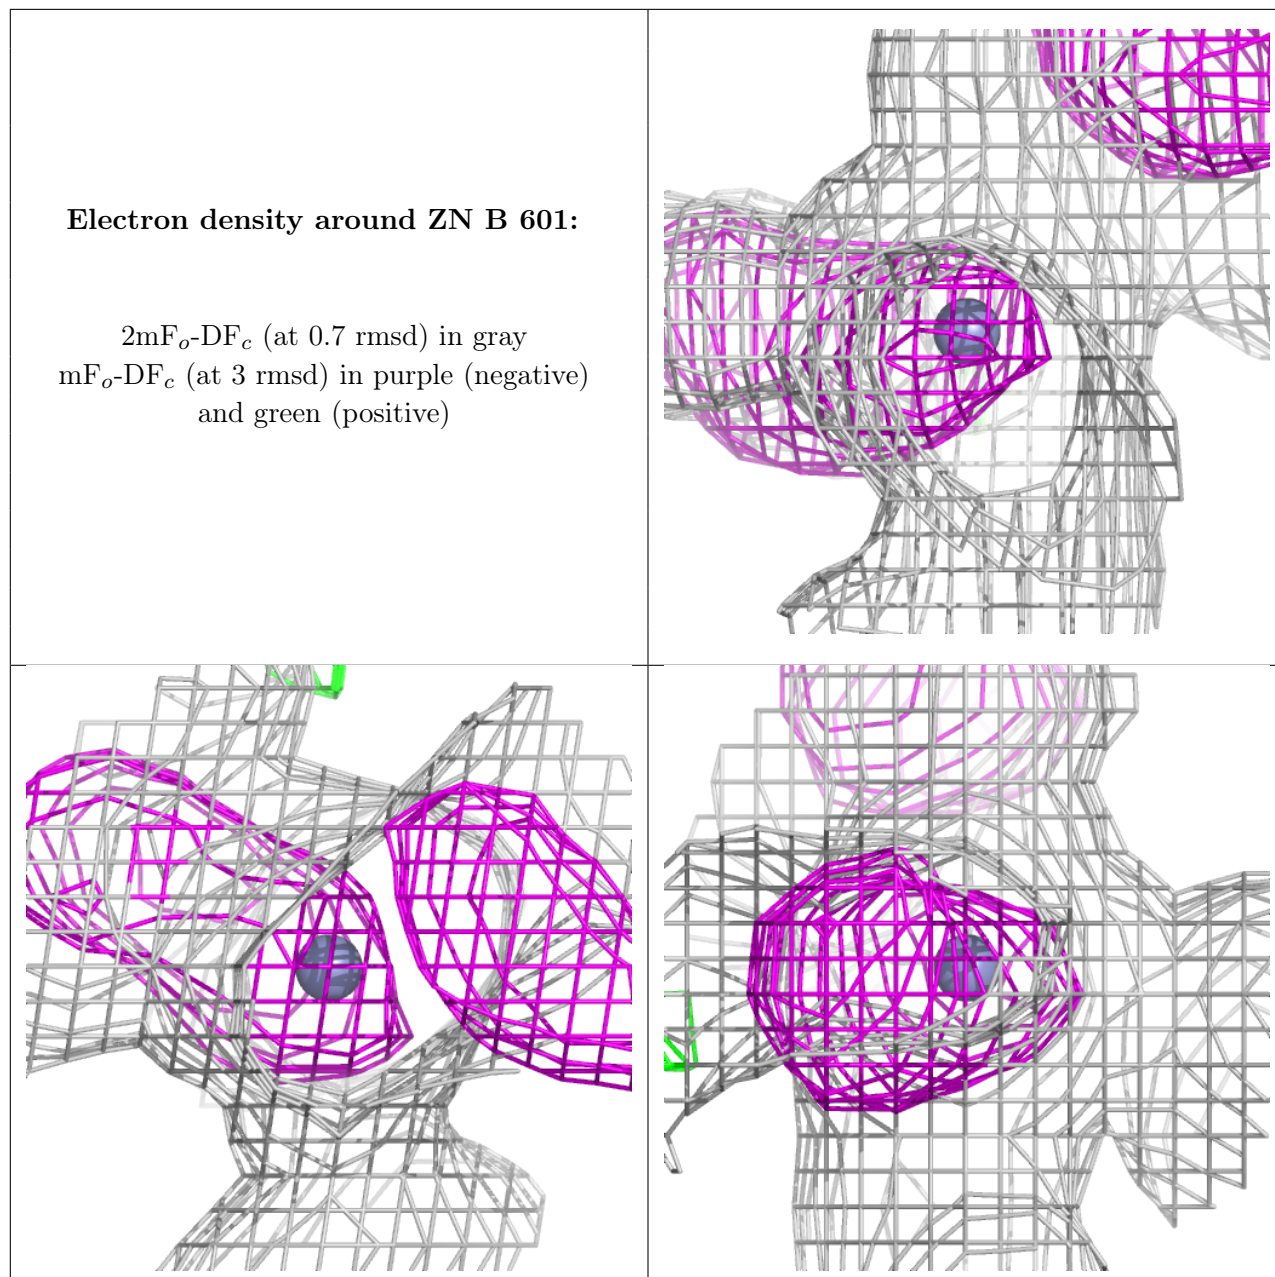 Electron density around ZN B 601:
2mFo-DFc (at 0.7 rmsd) in gray
mFo-DFc (at 3 rmsd) in purple (negative)
and green (positive)